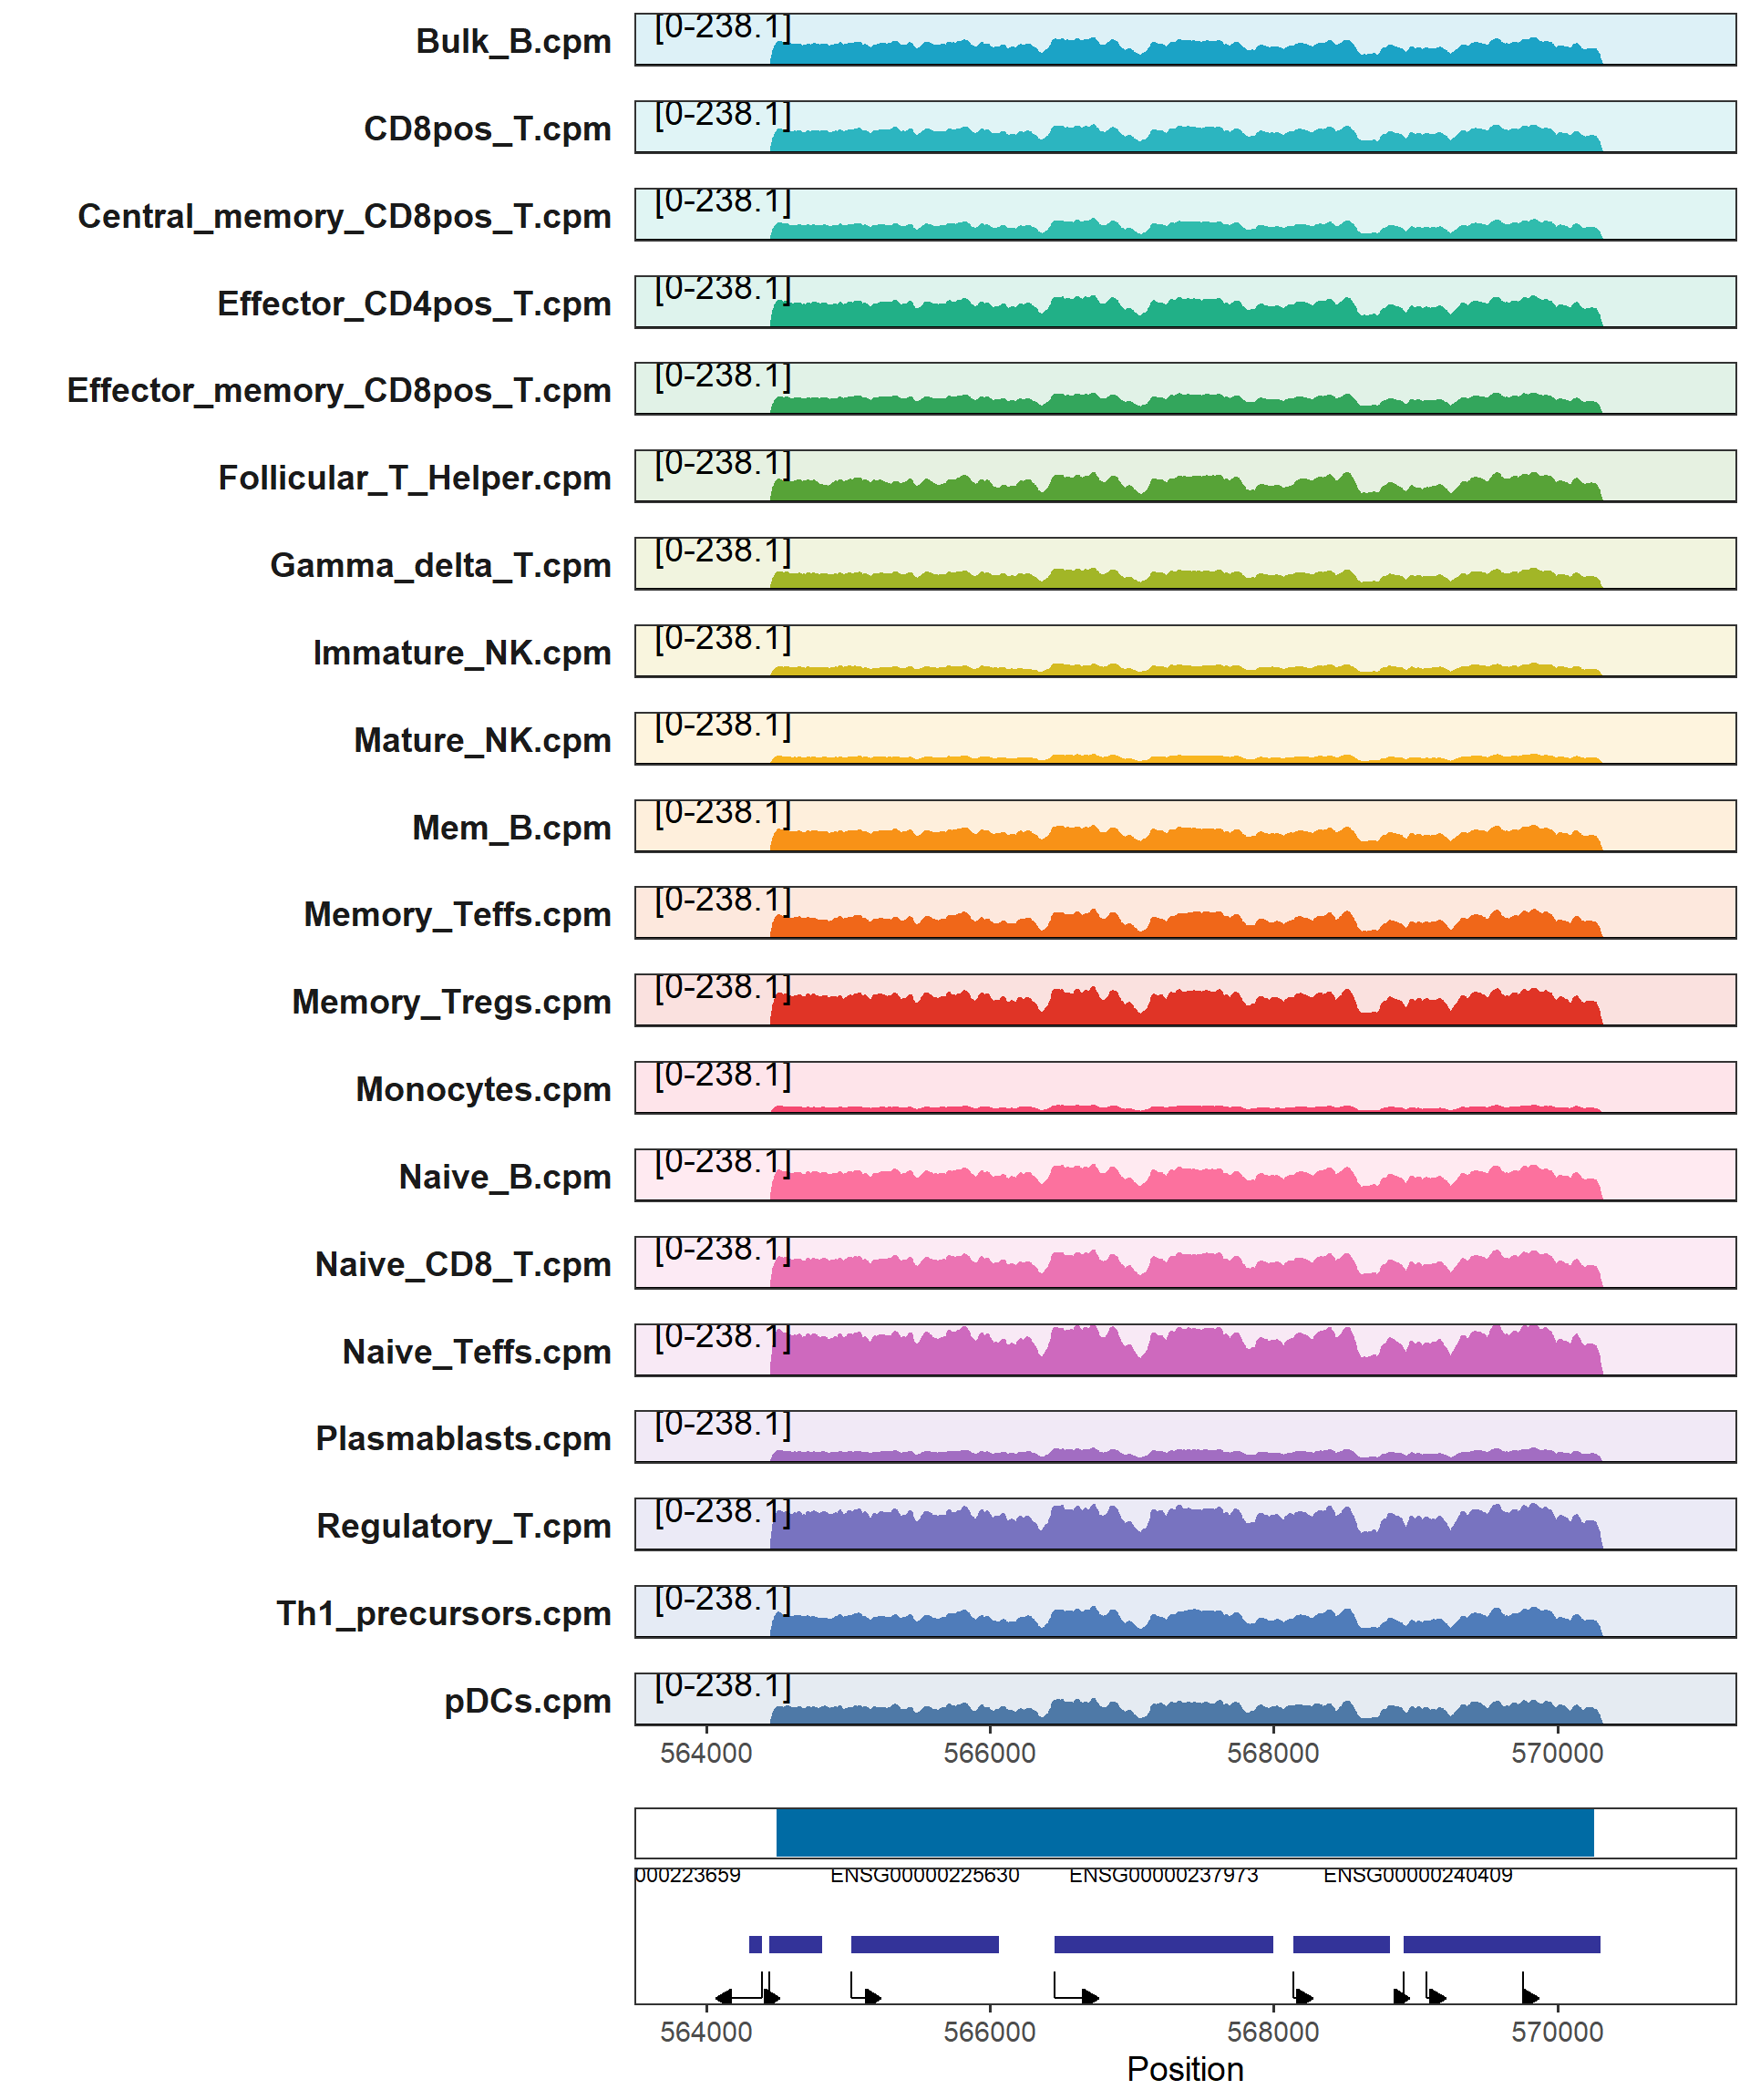 Bulk_B.cpm [0-238.1]
CD8pos_T.cpm [0-238.1]
Central_memory_CD8pos_T.cpm [0-238.1]
Effector_CD4pos_T.cpm [0-238.1]
Effector_memory_CD8pos_T.cpm [0-238.1]
Follicular_T_Helper.cpm [0-238.1]
Gamma_delta_T.cpm [0-238.1]
Immature_NK.cpm [0-238.1]
Mature_NK.cpm [0-238.1]
Mem_B.cpm [0-238.1]
Memory_Teffs.cpm [0-238.1]
Memory_Tregs.cpm [0-238.1]
Monocytes.cpm [0-238.1]
Naive_B.cpm [0-238.1]
Naive_CD8_T.cpm [0-238.1]
Naive_Teffs.cpm [0-238.1]
Plasmablasts.cpm [0-238.1]
Regulatory_T.cpm [0-238.1]
Th1_precursors.cpm [0-238.1]
pDCs.cpm [0-238.1]
564000 566000 568000 570000
000223659 ENSG00000225630 ENSG00000237973 ENSG00000240409
564000 566000 568000 570000
Position